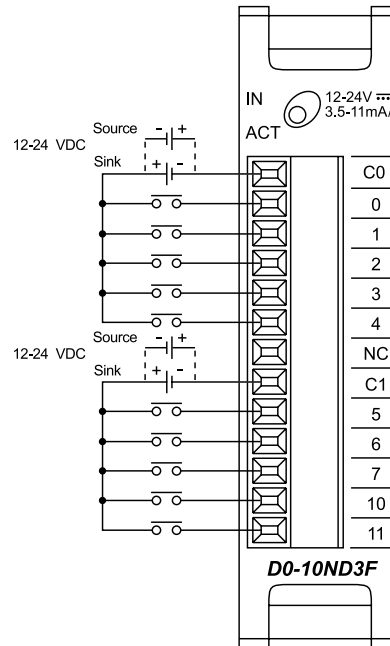 IN
12-24V ⎓
3.5-11mA/
ACT
Source - +
12-24 VDC
Sink + -
C0
0
1
2
3
4
Source - +
NC
12-24 VDC
Sink + -
C1
5
6
7
10
11
D0-10ND3F